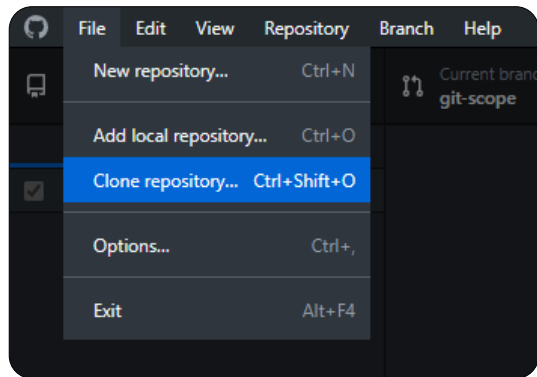 File Edit View Repository Branch Help
New repository... Ctrl+N
Current branc
git-scope
Add local repository... Ctrl+O
Clone repository... Ctrl+Shift+O
Options... Ctrl+,
Exit Alt+F4